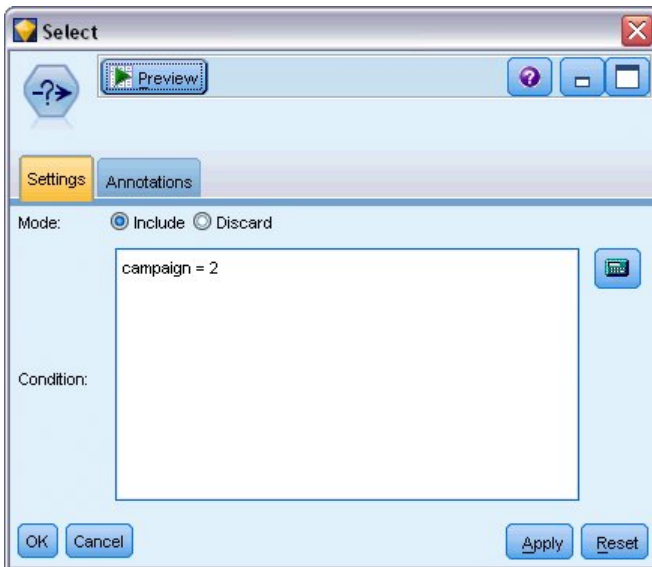 Select
Preview
Settings Annotations
Mode: Include Discard
campaign = 2
Condition:
OK Cancel Apply Reset